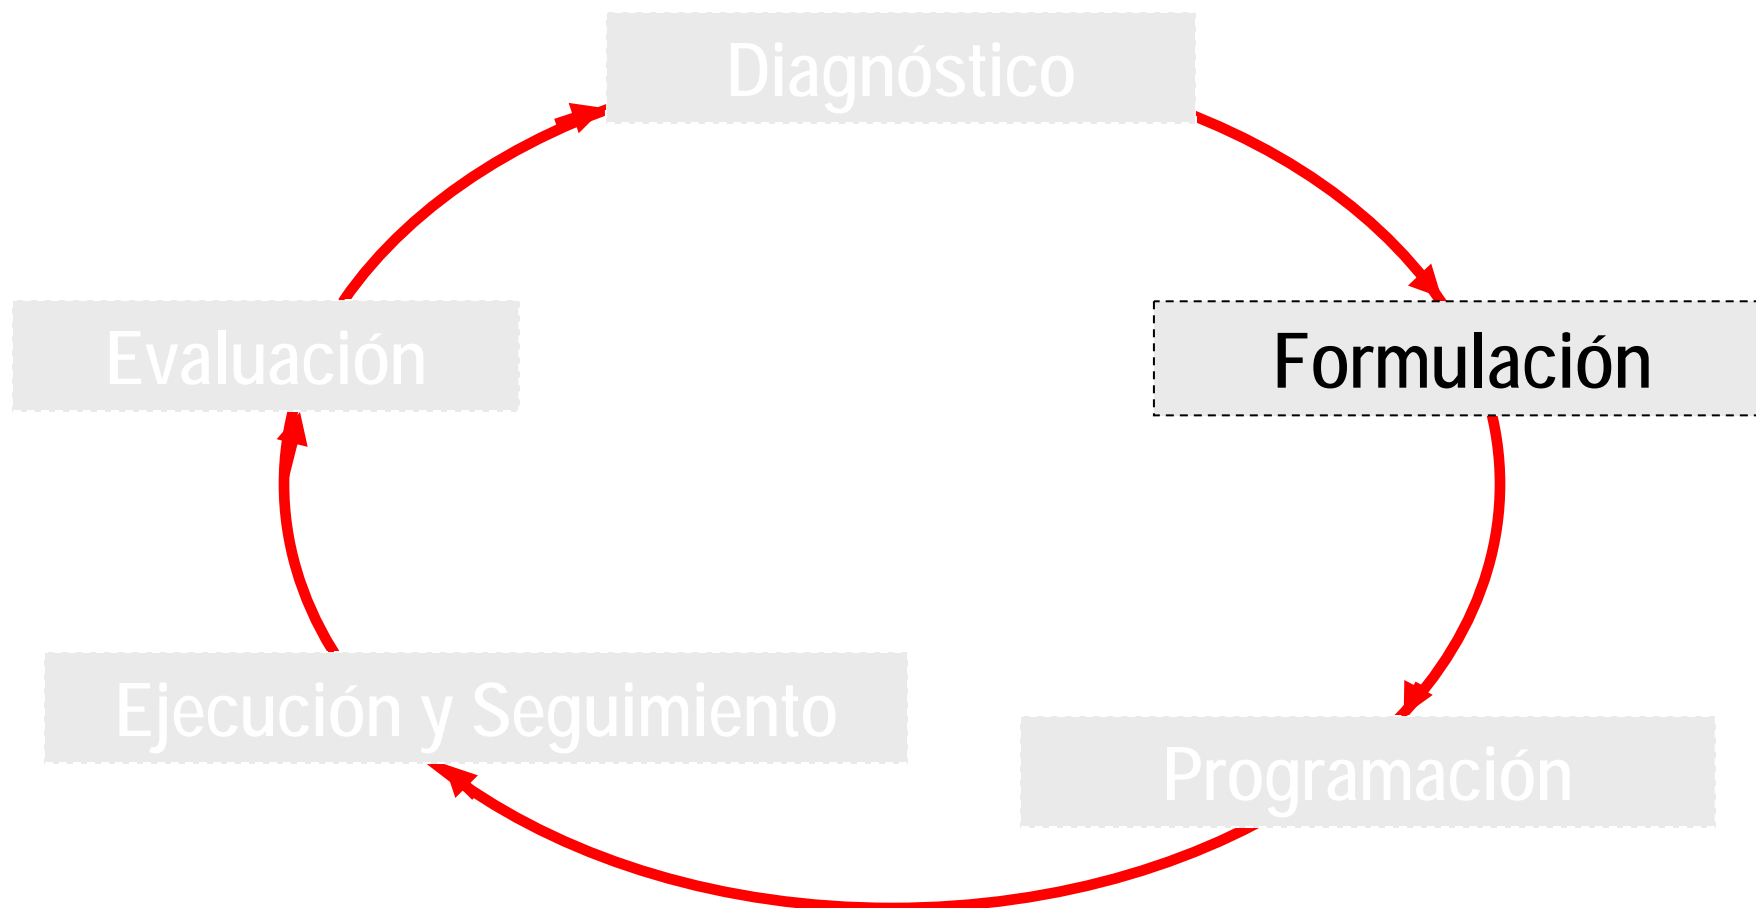 Diagnóstico
Evaluación
Formulación
Ejecución y Seguimiento
Programación